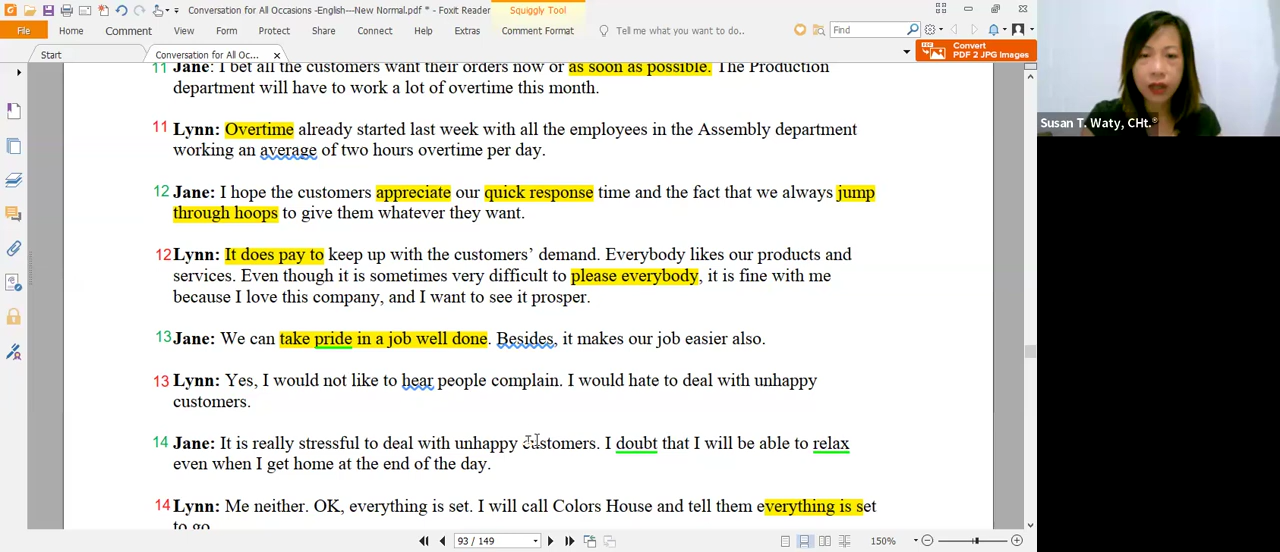 Conversation for All Occasions -English---New Normal.pdf * - Foxit Reader
Squiggly Tool
File Home Comment View Form Protect Share Connect Help Extras Comment Format Tell me what you want to do.. Find
Start Conversation for All Oc...
Convert
PDF 2 JPG Images
11 Jane: I bet all the customers want their orders now or as soon as possible. The Production
department will have to work a lot of overtime this month.
11 Lynn: Overtime already started last week with all the employees in the Assembly department
working an average of two hours overtime per day.
12 Jane: I hope the customers appreciate our quick response time and the fact that we always jump
through hoops to give them whatever they want.
12 Lynn: It does pay to keep up with the customers’ demand. Everybody likes our products and
services. Even though it is sometimes very difficult to please everybody, it is fine with me
because I love this company, and I want to see it prosper.
13 Jane: We can take pride in a job well done. Besides, it makes our job easier also.
13 Lynn: Yes, I would not like to hear people complain. I would hate to deal with unhappy
customers.
14 Jane: It is really stressful to deal with unhappy customers. I doubt that I will be able to relax
even when I get home at the end of the day.
14 Lynn: Me neither. OK, everything is set. I will call Colors House and tell them everything is set
to go.
93 / 149
150%
Susan T. Waty, CHt.®